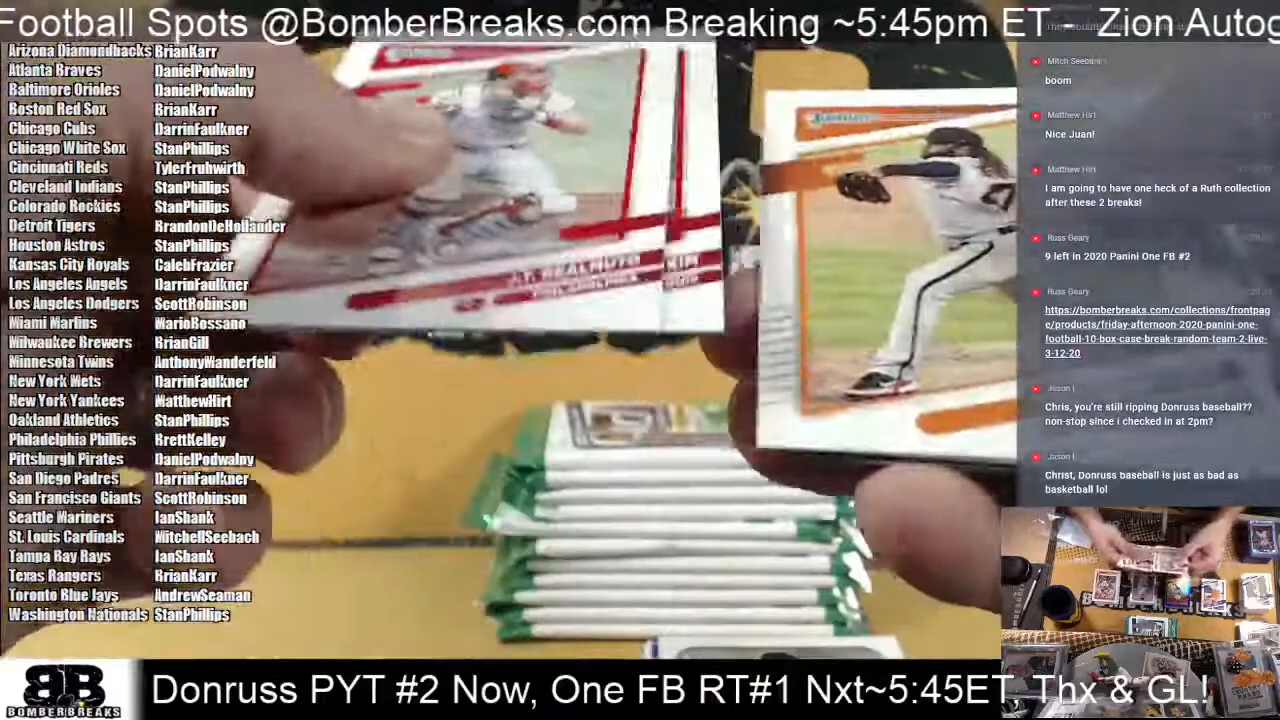 Football Spots @BomberBreaks.com Breaking ~5:45pm ET - Zion Autog
Arizona Diamondbacks BrianKarr
Atlanta Braves DanielPodwalny
Baltimore Orioles DanielPodwalny
Boston Red Sox BrianKarr
Chicago Cubs DarrinFaulkner
Chicago White Sox StanPhillips
Cincinnati Reds TylerFruhwirth
Cleveland Indians StanPhillips
Colorado Rockies StanPhillips
Detroit Tigers BrandonDeHollander
Houston Astros StanPhillips
Kansas City Royals CalebFrazier
Los Angeles Angels DarrinFaulkner
Los Angeles Dodgers ScottRobinson
Miami Marlins MarioBossano
Milwaukee Brewers BrianGill
Minnesota Twins AnthonyManderfeld
New York Mets DarrinFaulkner
New York Yankees MatthewHirt
Oakland Athletics StanPhillips
Philadelphia Phillies BrettKelley
Pittsburgh Pirates DanielPodwalny
San Diego Padres DarrinFaulkner
San Francisco Giants ScottRobinson
Seattle Mariners IanShank
St. Louis Cardinals MitchellSeebach
Tampa Ray Rays IanShank
Texas Rangers BrianKarr
Toronto Blue Jays AndrewSeaman
Washington Nationals StanPhillips
J.T. REALMUTO
PHILADELPHIA
KIM
boom
Matthew Hirt
Nice Juan!
Matthew Hirt
I am going to have one heck of a Ruth collection
after these 2 breaks!
Russ Geary
9 left in 2020 Panini One FB #2
Russ Geary
https://bomberbreaks.com/collections/frontpag
e/products/friday-afternoon-2020-panini-one-
football-10-box-case-break-random-team-2-live-
3-12-20
Jason L
Chris, you're still ripping Donruss baseball??
non-stop since i checked in at 2pm?
Jason L
Christ, Donruss baseball is just as bad as
basketball lol
BB
BOMBERBREAKS
Donruss PYT #2 Now, One FB RT#1 Nxt~5:45ET Thx & GL!